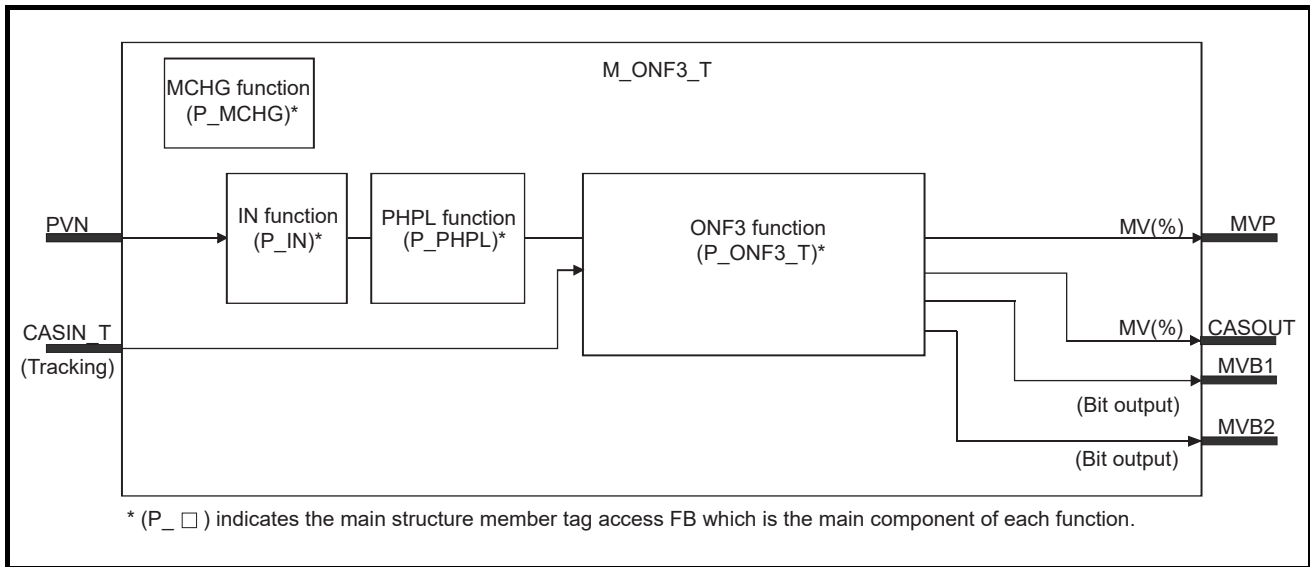 M_ONF3_T
MCHG function
(P_MCHG)*
PVN
IN function
(P_IN)*
PHPL function
(P_PHPL)*
ONF3 function
(P_ONF3_T)*
MV(%)
MVP
CASIN_T
(Tracking)
MV(%)
CASOUT
MVB1
(Bit output)
MVB2
(Bit output)
* (P_ □ ) indicates the main structure member tag access FB which is the main component of each function.